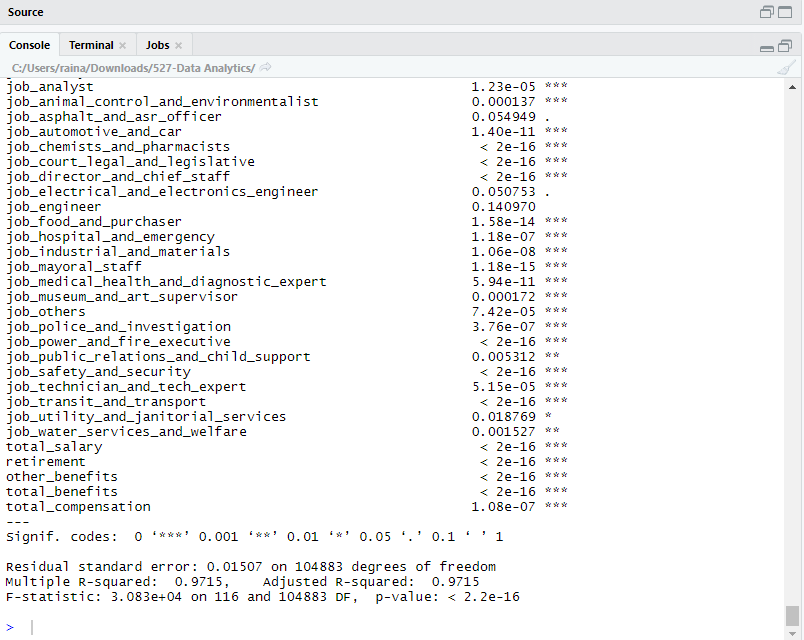 Source
Console Terminal × Jobs ×
C:/Users/raina/Downloads/527-Data Analytics/
job_analyst 1.23e-05 ***
job_animal_control_and_environmentalist 0.000137 ***
job_asphalt_and_asr_officer 0.054949 .
job_automotive_and_car 1.40e-11 ***
job_chemists_and_pharmacists < 2e-16 ***
job_court_legal_and_legislative < 2e-16 ***
job_director_and_chief_staff < 2e-16 ***
job_electrical_and_electronics_engineer 0.050753 .
job_engineer 0.140970
job_food_and_purchaser 1.58e-14 ***
job_hospital_and_emergency 1.18e-07 ***
job_industrial_and_materials 1.06e-08 ***
job_mayoral_staff 1.18e-15 ***
job_medical_health_and_diagnostic_expert 5.94e-11 ***
job_museum_and_art_supervisor 0.000172 ***
job_others 7.42e-05 ***
job_police_and_investigation 3.76e-07 ***
job_power_and_fire_executive < 2e-16 ***
job_public_relations_and_child_support 0.005312 **
job_safety_and_security < 2e-16 ***
job_technician_and_tech_expert 5.15e-05 ***
job_transit_and_transport < 2e-16 ***
job_utility_and_janitorial_services 0.018769 *
job_water_services_and_welfare 0.001527 **
total_salary < 2e-16 ***
retirement < 2e-16 ***
other_benefits < 2e-16 ***
total_benefits < 2e-16 ***
total_compensation 1.08e-07 ***
---
Signif. codes: 0 ‘***’ 0.001 ‘**’ 0.01 ‘*’ 0.05 ‘.’ 0.1 ‘ ’ 1
Residual standard error: 0.01507 on 104883 degrees of freedom
Multiple R-squared: 0.9715, Adjusted R-squared: 0.9715
F-statistic: 3.083e+04 on 116 and 104883 DF, p-value: < 2.2e-16
>